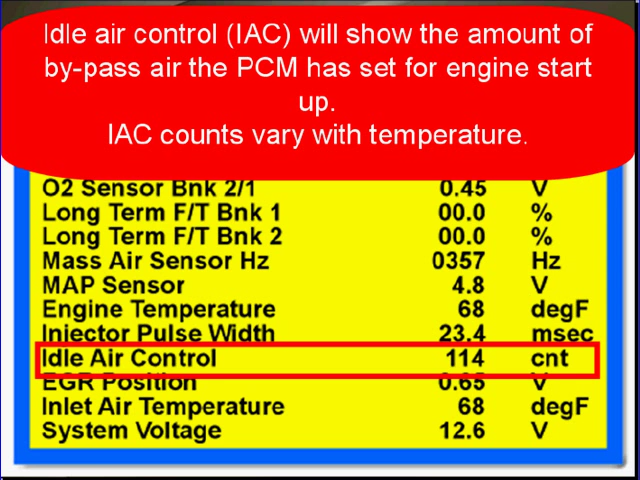 Idle air control (IAC) will show the amount of
by-pass air the PCM has set for engine start
up.
IAC counts vary with temperature.
O2 Sensor Bnk 2/1 0.45 V
Long Term F/T Bnk 1 00.0 %
Long Term F/T Bnk 2 00.0 %
Mass Air Sensor Hz 0357 Hz
MAP Sensor 4.8 V
Engine Temperature 68 degF
Injector Pulse Width 23.4 msec
Idle Air Control 114 cnt
EGR Position 0.65 V
Inlet Air Temperature 68 degF
System Voltage 12.6 V